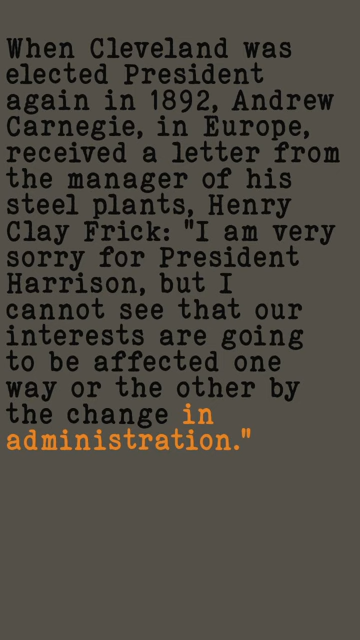 When Cleveland was
elected President
again in 1892, Andrew
Carnegie, in Europe,
received a letter from
the manager of his
steel plants, Henry
Clay Frick: "I am very
sorry for President
Harrison, but I
cannot see that our
interests are going
to be affected one
way or the other by
the change in
administration."